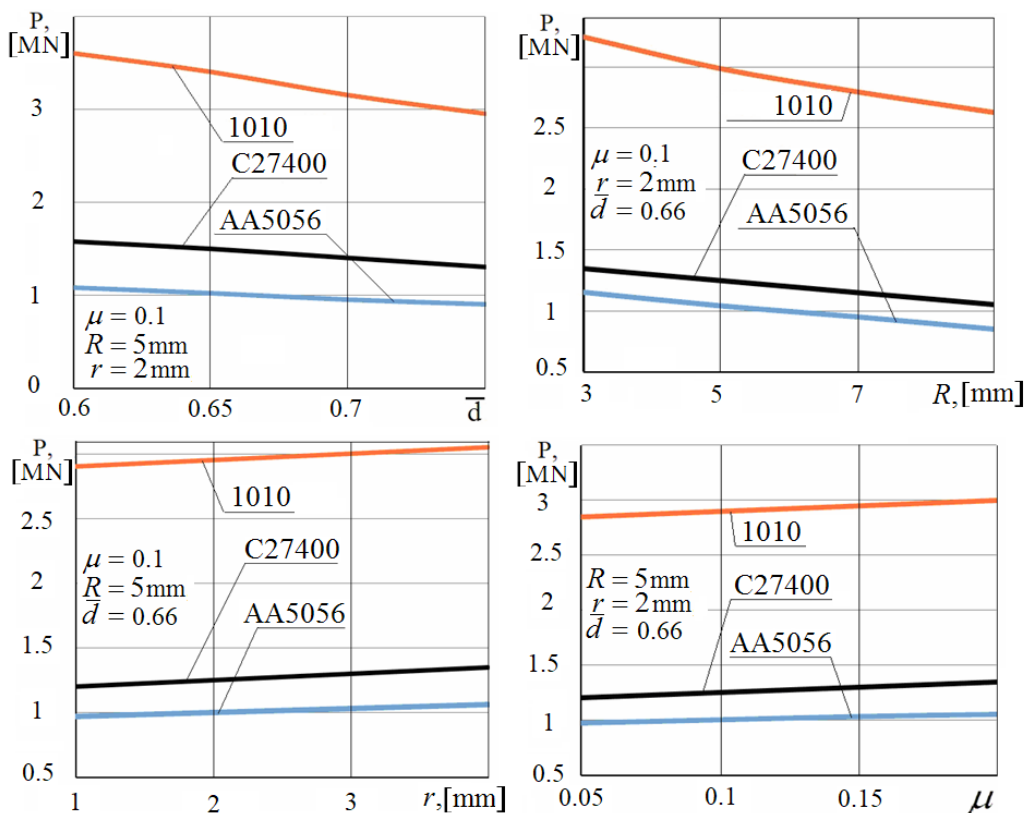 P,
[MN]
3
2
1
0
1010
C27400
AA5056
μ = 0.1
R = 5mm
r = 2mm
0.6
0.65
0.7
d̅
P,
[MN]
2.5
2
1.5
1
0.5
1010
μ = 0.1
r = 2mm
d̅ = 0.66
C27400
AA5056
3
5
7
R,[mm]
P,
[MN]
2.5
2
1.5
1
0.5
1010
C27400
μ = 0.1
R = 5mm
d̅ = 0.66
AA5056
1
2
3
r,[mm]
P,
[MN]
3
2.5
2
1.5
1
0.5
1010
C27400
R = 5mm
r = 2mm
d̅ = 0.66
AA5056
0.05
0.1
0.15
μ